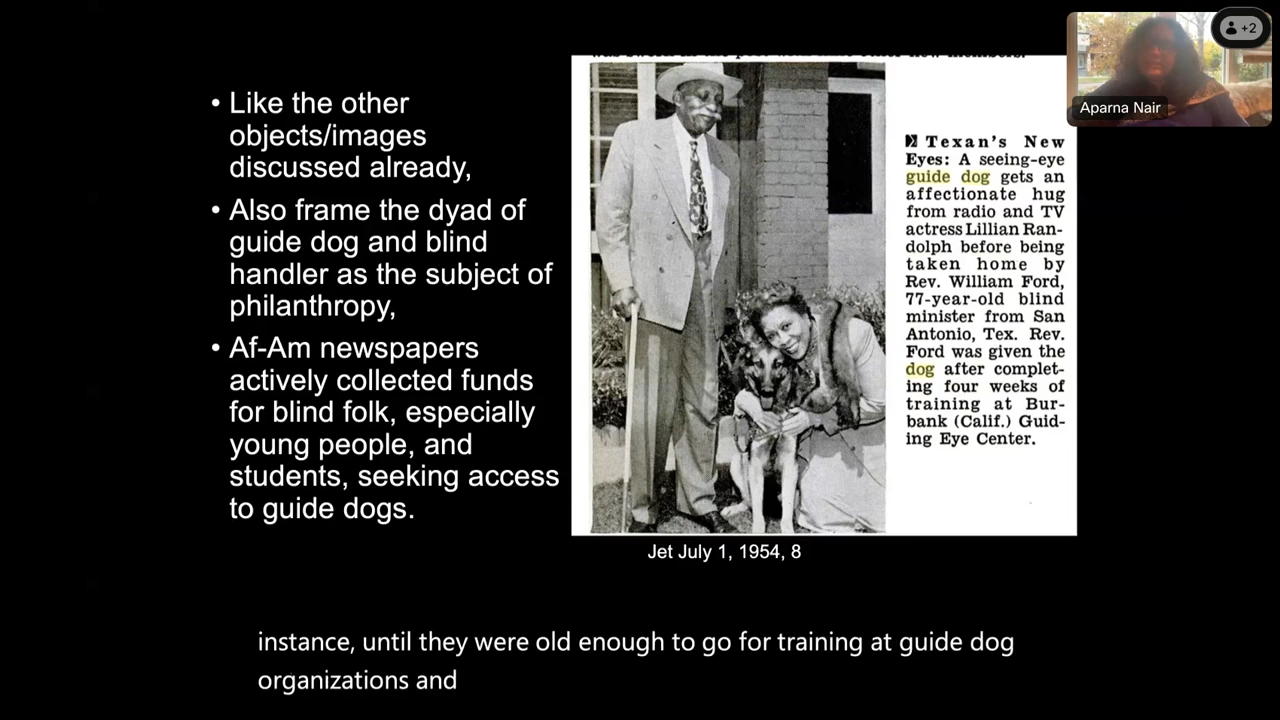 • Like the other
objects/images
discussed already,
• Also frame the dyad of
guide dog and blind
handler as the subject of
philanthropy,
• Af-Am newspapers
actively collected funds
for blind folk, especially
young people, and
students, seeking access
to guide dogs.
new members.
Texan's New
Eyes: A seeing-eye
guide dog gets an
affectionate hug
from radio and TV
actress Lillian Ran-
dolph before being
taken home by
Rev. William Ford,
77-year-old blind
minister from San
Antonio, Tex. Rev.
Ford was given the
dog after complet-
ing four weeks of
training at Bur-
bank (Calif.) Guid-
ing Eye Center.
Jet July 1, 1954, 8
+2
Aparna Nair
instance, until they were old enough to go for training at guide dog
organizations and